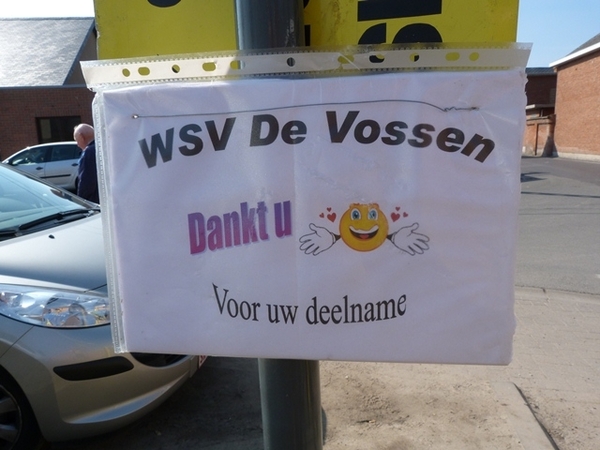 WSV De Vossen
Dankt u
Voor uw deelname